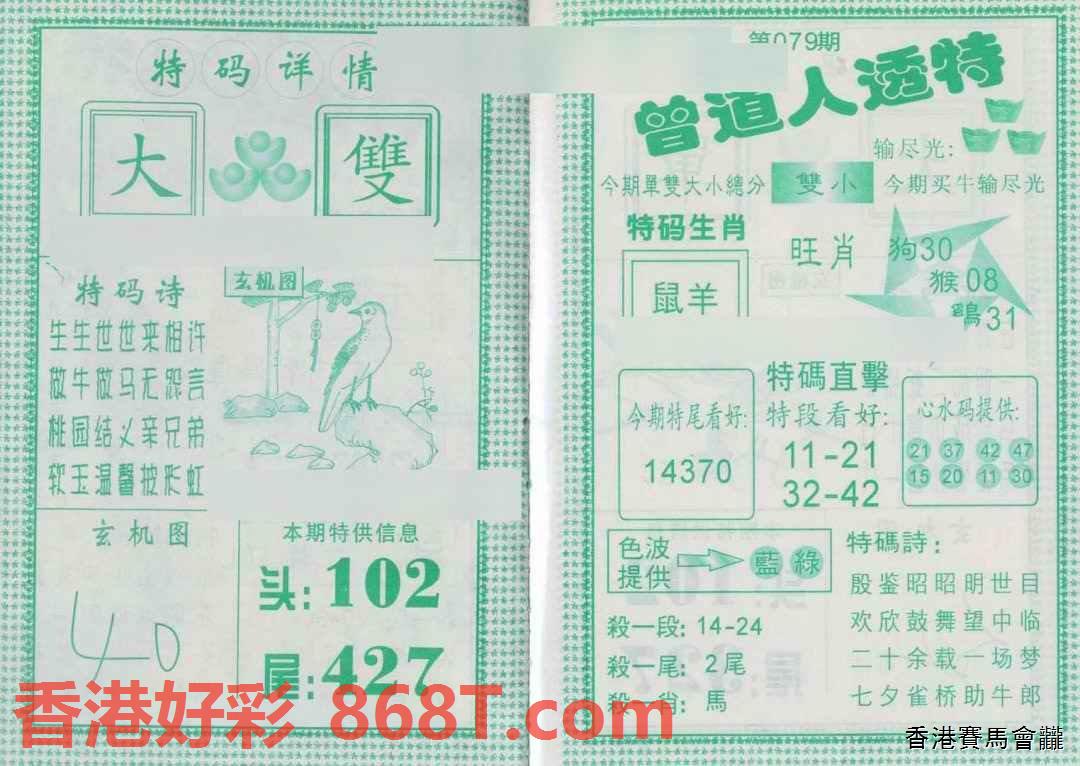 特码详情
大 雙
特码诗
生生世世来相许
做牛做马无怨言
桃园结义亲兄弟
软玉温馨披彩虹
玄机图
玄机图
40
本期特供信息
头:102
尾:427
第079期
曾道人透特
输尽光:
今期單雙大小總分 雙小 今期买牛输尽光
特码生肖
鼠羊
旺肖
狗30
猴08
鷄31
今期特尾看好:
14370
特碼直擊
特段看好:
11-21
32-42
心水码提供:
21 37 42 47
15 20 11 30
色波
提供
藍 綠
殺一段: 14-24
殺一尾: 2尾
殺一肖: 馬
特碼詩:
殷鉴昭昭明世目
欢欣鼓舞望中临
二十余载一场梦
七夕雀桥助牛郎
香港好彩 868T.com
香港賽馬會